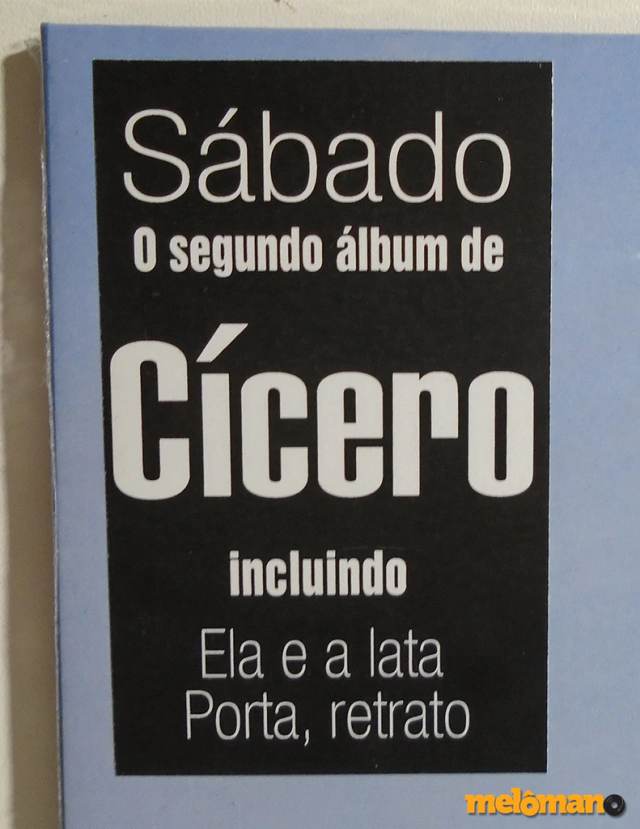 Sábado
O segundo álbum de
Cícero
incluindo
Ela e a lata
Porta, retrato
melômano